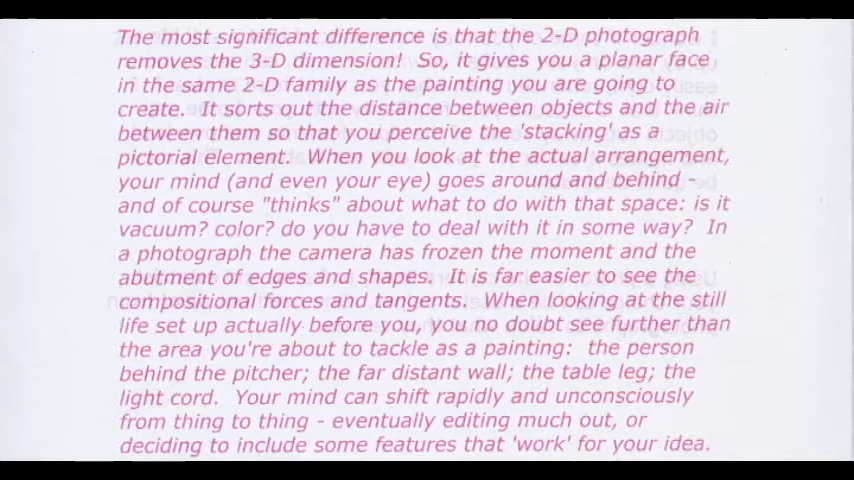 The most significant difference is that the 2-D photograph
removes the 3-D dimension!  So, it gives you a planar face
in the same 2-D family as the painting you are going to
create.  It sorts out the distance between objects and the air
between them so that you perceive the 'stacking' as a
pictorial element.  When you look at the actual arrangement,
your mind (and even your eye) goes around and behind -
and of course "thinks" about what to do with that space: is it
vacuum? color? do you have to deal with it in some way?  In
a photograph the camera has frozen the moment and the
abutment of edges and shapes.  It is far easier to see the
compositional forces and tangents.  When looking at the still
life set up actually before you, you no doubt see further than
the area you're about to tackle as a painting:  the person
behind the pitcher; the far distant wall; the table leg; the
light cord.  Your mind can shift rapidly and unconsciously
from thing to thing - eventually editing much out, or
deciding to include some features that 'work' for your idea.